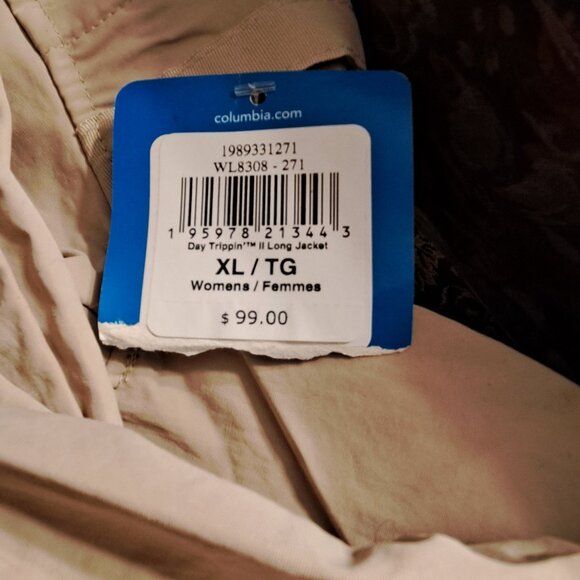 columbia.com
1989331271
WL8308 - 271
1 95978 21344 3
Day Trippin'™ II Long Jacket
XL / TG
Womens / Femmes
$ 99.00